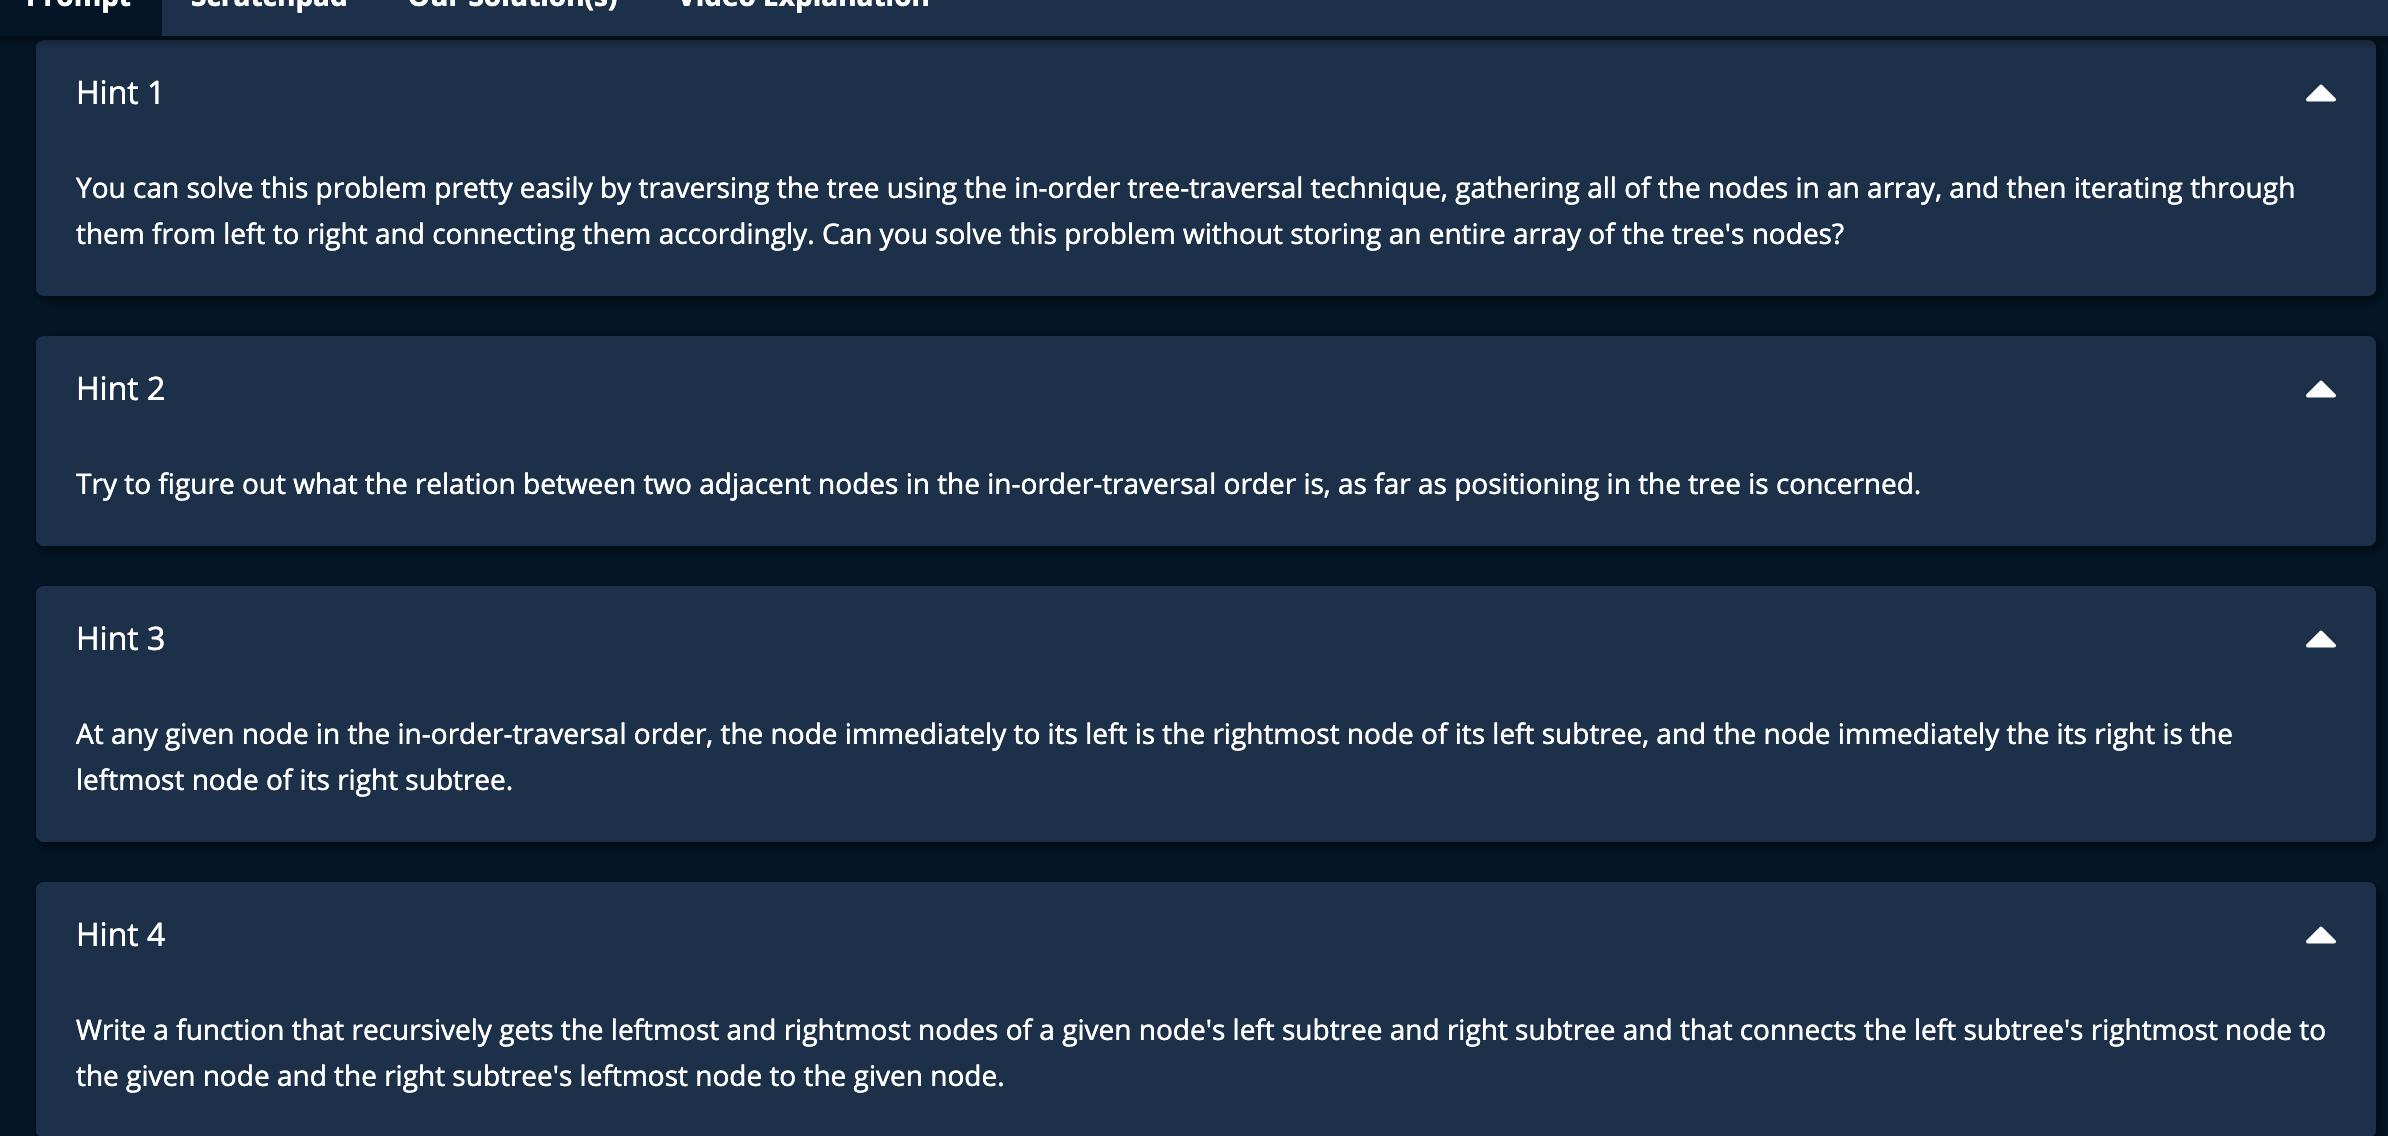 Prompt Scratchpad Our Solution(s) Video Explanation
Hint 1
You can solve this problem pretty easily by traversing the tree using the in-order tree-traversal technique, gathering all of the nodes in an array, and then iterating through
them from left to right and connecting them accordingly. Can you solve this problem without storing an entire array of the tree's nodes?
Hint 2
Try to figure out what the relation between two adjacent nodes in the in-order-traversal order is, as far as positioning in the tree is concerned.
Hint 3
At any given node in the in-order-traversal order, the node immediately to its left is the rightmost node of its left subtree, and the node immediately the its right is the
leftmost node of its right subtree.
Hint 4
Write a function that recursively gets the leftmost and rightmost nodes of a given node's left subtree and right subtree and that connects the left subtree's rightmost node to
the given node and the right subtree's leftmost node to the given node.